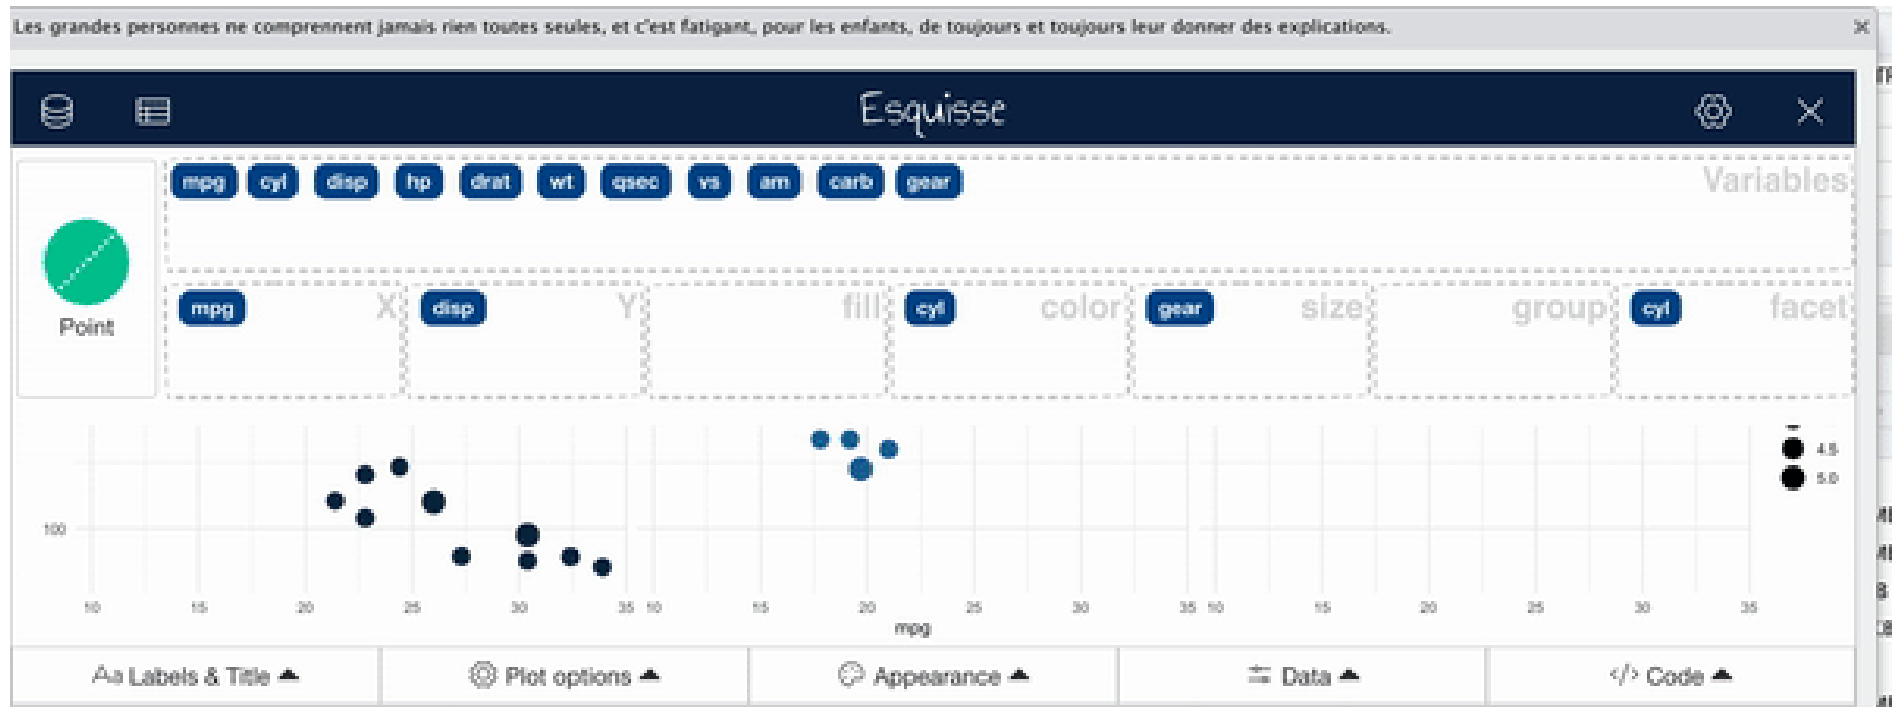 Les grandes personnes ne comprennent jamais rien toutes seules, et c'est fatigant, pour les enfants, de toujours et toujours leur donner des explications.
Esquisse
mpg cyl disp hp drat wt qsec vs am carb gear Variables
Point
mpg X disp Y fill cyl color gear size group cyl facet
4.5
5.0
100
10 15 20 25 30 35 10 15 20 25 30 35 10 15 20 25 30 35
mpg
Aa Labels & Title Plot options Appearance Data </> Code